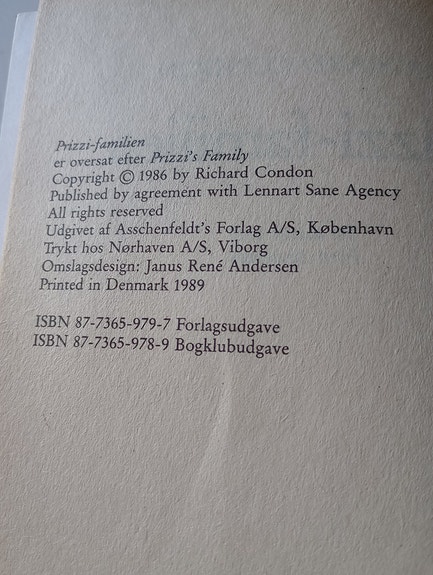 Prizzi-familien
er oversat efter Prizzi's Family
Copyright © 1986 by Richard Condon
Published by agreement with Lennart Sane Agency
All rights reserved
Udgivet af Asschenfeldt's Forlag A/S, København
Trykt hos Nørhaven A/S, Viborg
Omslagsdesign: Janus René Andersen
Printed in Denmark 1989
ISBN 87-7365-979-7 Forlagsudgave
ISBN 87-7365-978-9 Bogklubudgave